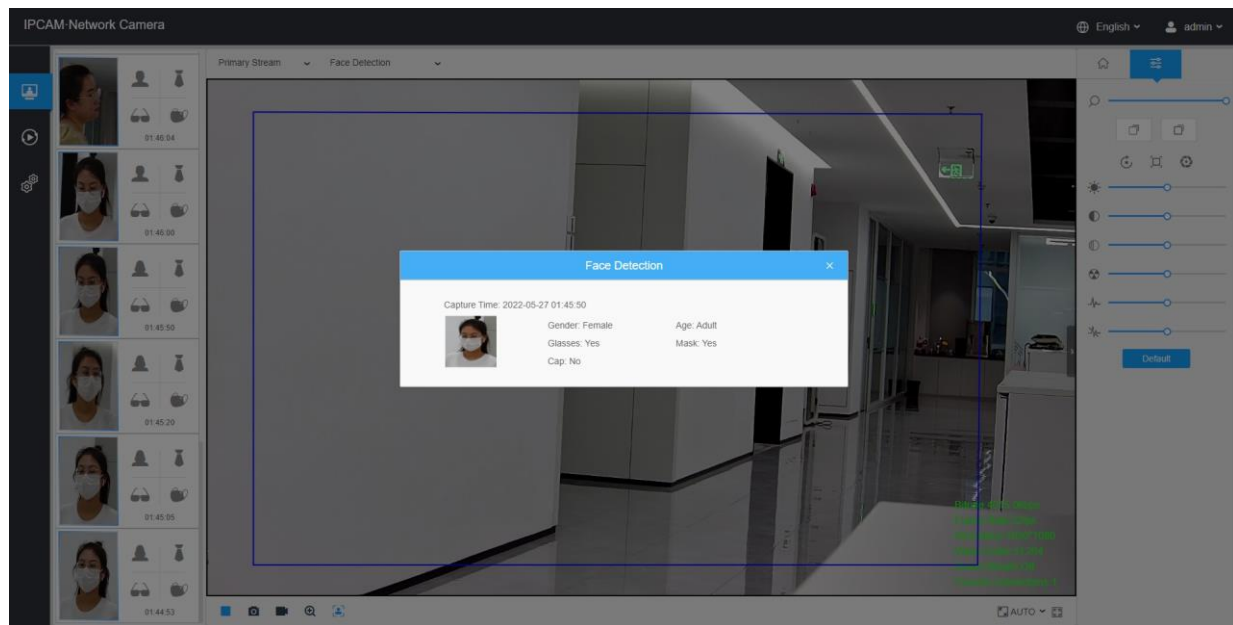 IPCAM-Network Camera
English
admin
Primary Stream
Face Detection
01:46:04
01:46:00
01:45:50
01:45:20
01:45:05
01:44:53
Face Detection
Capture Time: 2022-05-27 01:45:50
Gender: Female Age: Adult
Glasses: Yes Mask: Yes
Cap: No
Default
AUTO